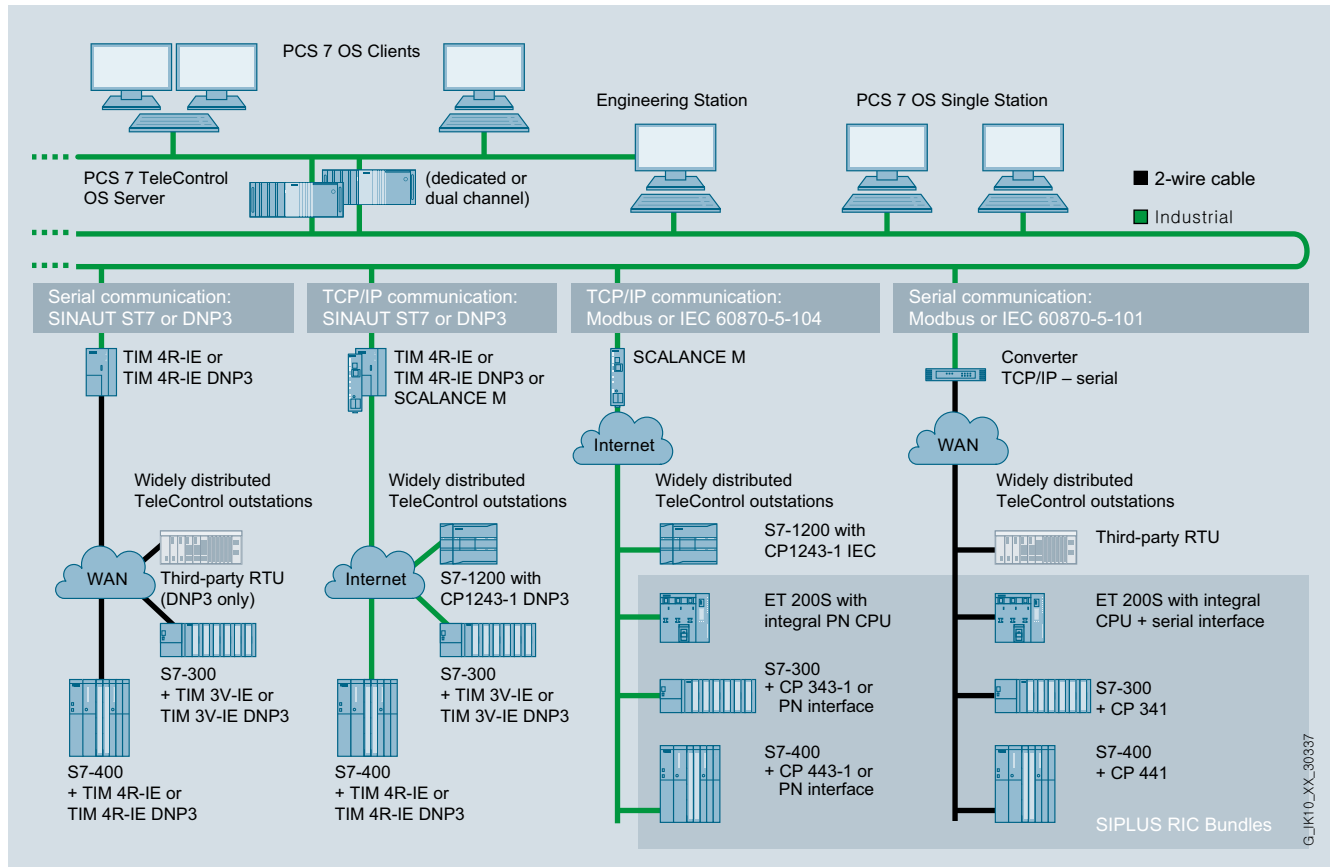 PCS 7 OS Clients
Engineering Station
PCS 7 OS Single Station
PCS 7 TeleControl
OS Server
(dedicated or
dual channel)
2-wire cable
Industrial
Serial communication:
SINAUT ST7 or DNP3
TCP/IP communication:
SINAUT ST7 or DNP3
TCP/IP communication:
Modbus or IEC 60870-5-104
Serial communication:
Modbus or IEC 60870-5-101
TIM 4R-IE or
TIM 4R-IE DNP3
TIM 4R-IE or
TIM 4R-IE DNP3 or
SCALANCE M
SCALANCE M
Converter
TCP/IP – serial
Internet
WAN
Widely distributed
TeleControl outstations
Widely distributed
TeleControl outstations
Widely distributed
TeleControl outstations
Widely distributed
TeleControl outstations
WAN
Third-party RTU
(DNP3 only)
S7-300
+ TIM 3V-IE or
TIM 3V-IE DNP3
S7-400
+ TIM 4R-IE or
TIM 4R-IE DNP3
Internet
S7-1200 with
CP1243-1 DNP3
S7-300
+ TIM 3V-IE or
TIM 3V-IE DNP3
S7-400
+ TIM 4R-IE or
TIM 4R-IE DNP3
S7-1200 with
CP1243-1 IEC
ET 200S with
integral PN CPU
S7-300
+ CP 343-1 or
PN interface
S7-400
+ CP 443-1 or
PN interface
Third-party RTU
ET 200S with integral
CPU + serial interface
S7-300
+ CP 341
S7-400
+ CP 441
SIPLUS RIC Bundles
G_IK10_XX_30337